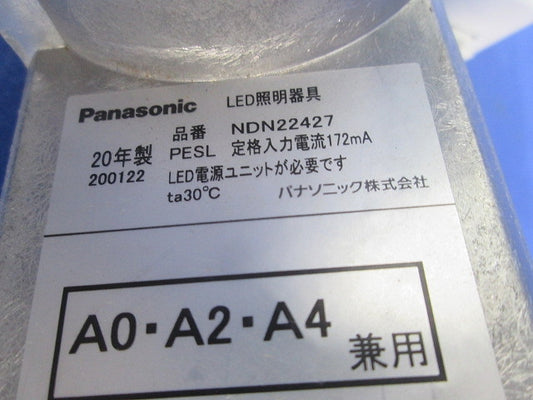 Panasonic LED照明器具
品番 NDN22427
20年製 PESL 定格入力電流172mA
200122 LED電源ユニットが必要です
ta30℃ パナソニック株式会社
A0・A2・A4
兼用